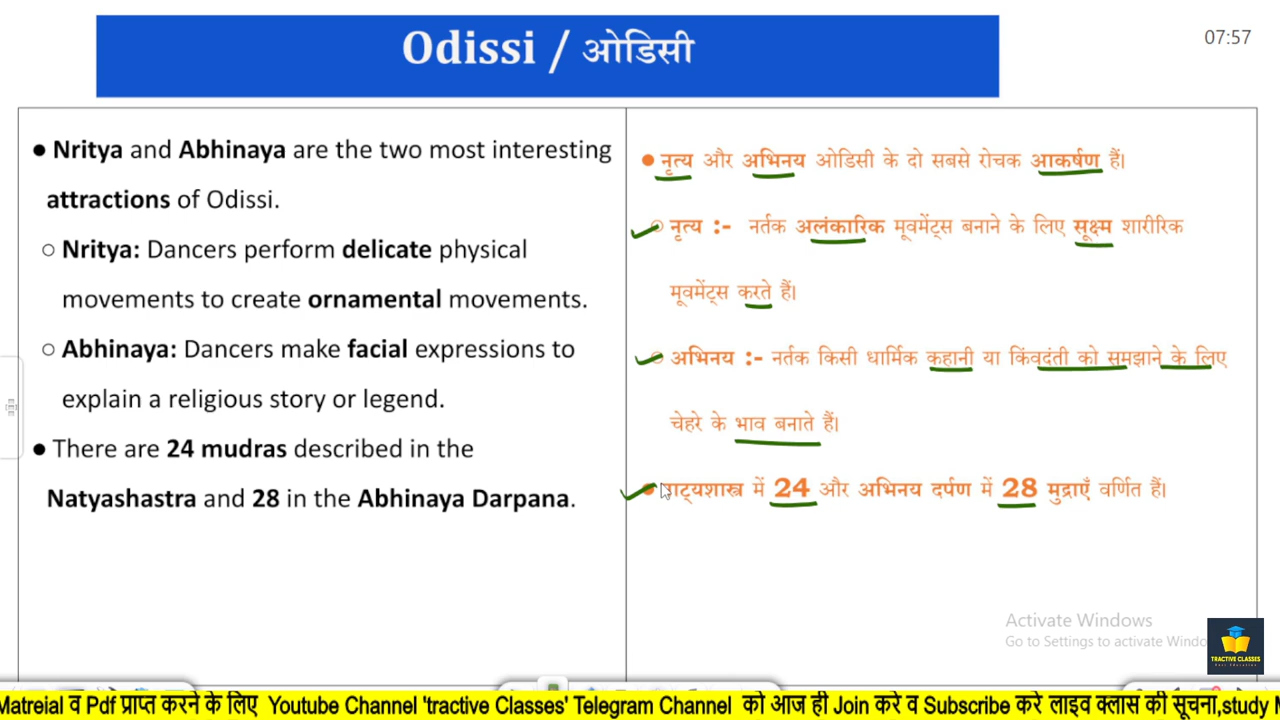 Odissi / ओडिसी
07:57
● Nritya and Abhinaya are the two most interesting
attractions of Odissi.
○ Nritya: Dancers perform delicate physical
movements to create ornamental movements.
○ Abhinaya: Dancers make facial expressions to
explain a religious story or legend.
● There are 24 mudras described in the
Natyashastra and 28 in the Abhinaya Darpana.
● नृत्य और अभिनय ओडिसी के दो सबसे रोचक आकर्षण हैं।
○ नृत्य :- नर्तक अलंकारिक मूवमेंट्स बनाने के लिए सूक्ष्म शारीरिक
मूवमेंट्स करते हैं।
○ अभिनय :- नर्तक किसी धार्मिक कहानी या किंवदंती को समझाने के लिए
चेहरे के भाव बनाते हैं।
● नाट्यशास्त्र में 24 और अभिनय दर्पण में 28 मुद्राएँ वर्णित हैं।
Activate Windows
Go to Settings to activate Windo
TRACTIVE CLASSES
Matreial व Pdf प्राप्त करने के लिए Youtube Channel 'tractive Classes' Telegram Channel को आज ही Join करे व Subscribe करे लाइव क्लास की सूचना,study M